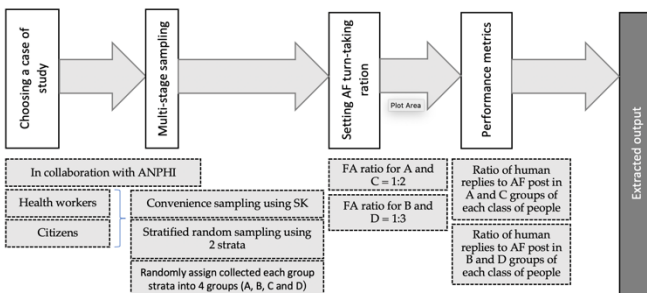 Choosing a case of
study
Multi-stage sampling
Setting AF turn-taking
ration
Plot Area
Performance metrics
Extracted output
In collaboration with ANPHI
Health workers
Citizens
Convenience sampling using SK
Stratified random sampling using
2 strata
Randomly assign collected each group
strata into 4 groups (A, B, C and D)
FA ratio for A and
C = 1:2
FA ratio for B and
D = 1:3
Ratio of human
replies to AF post in
A and C groups of
each class of people
Ratio of human
replies to AF post in
B and D groups of
each class of people